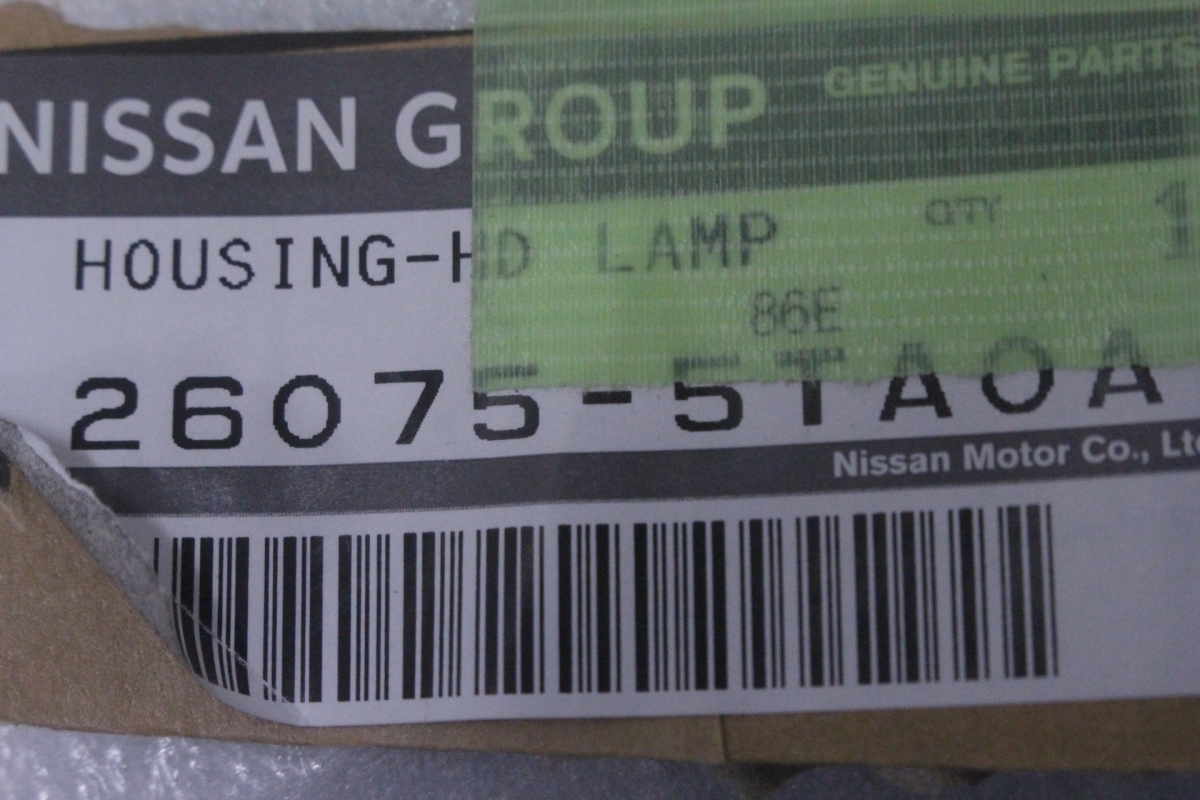 NISSAN GROUP GENUINE PARTS
HOUSING-HD LAMP QTY 1
86E
26075-5TA0A
Nissan Motor Co., Ltd